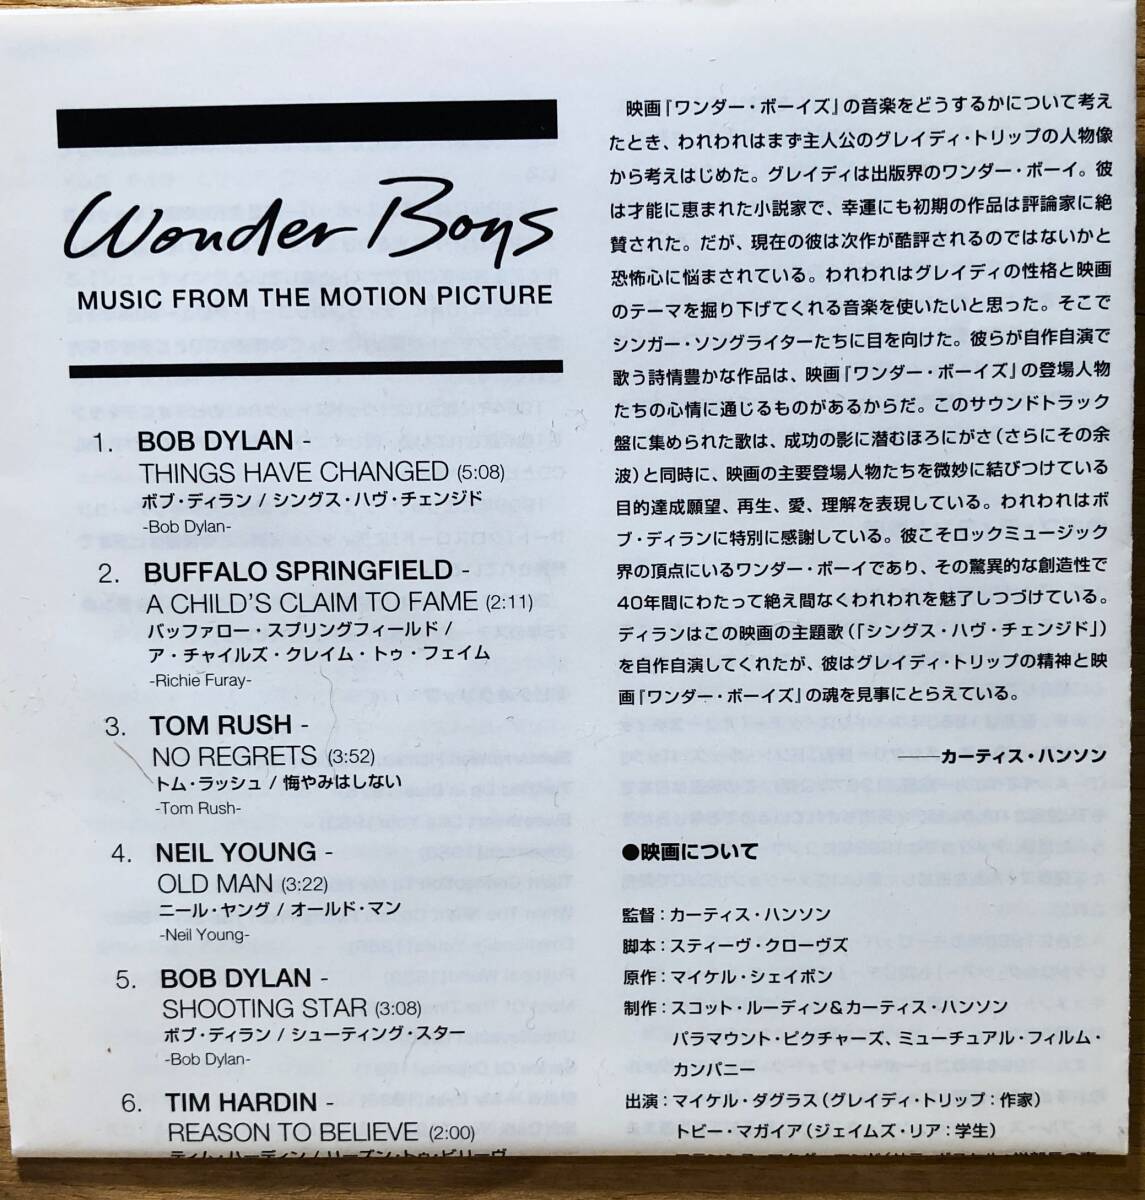 Wonder Boys
MUSIC FROM THE MOTION PICTURE
1. BOB DYLAN -
THINGS HAVE CHANGED (5:08)
ボブ・ディラン / シングス・ハヴ・チェンジド
-Bob Dylan-
2. BUFFALO SPRINGFIELD-
A CHILD'S CLAIM TO FAME (2:11)
バッファロー・スプリングフィールド /
ア・チャイルズ・クレイム・トゥ・フェイム
-Richie Furay-
3. TOM RUSH -
NO REGRETS (3:52)
トム・ラッシュ / 悔やみはしない
-Tom Rush-
4. NEIL YOUNG -
OLD MAN (3:22)
ニール・ヤング / オールド・マン
-Neil Young-
5. BOB DYLAN -
SHOOTING STAR (3:08)
ボブ・ディラン / シューティング・スター
-Bob Dylan-
6. TIM HARDIN -
REASON TO BELIEVE (2:00)
ティム・ハーディン / リーズン・トゥ・ビリーヴ
映画『ワンダー・ボーイズ』の音楽をどうするかについて考え
たとき、われわれはまず主人公のグレイディ・トリップの人物像
から考えはじめた。グレイディは出版界のワンダー・ボーイ。彼
は才能に恵まれた小説家で、幸運にも初期の作品は評論家に絶
賛された。だが、現在の彼は次作が酷評されるのではないかと
恐怖心に悩まされている。われわれはグレイディの性格と映画
のテーマを掘り下げてくれる音楽を使いたいと思った。そこで
シンガー・ソングライターたちに目を向けた。彼らが自作自演で
歌う詩情豊かな作品は、映画『ワンダー・ボーイズ』の登場人物
たちの心情に通じるものがあるからだ。このサウンドトラック
盤に集められた歌は、成功の影に潜むほろにがさ(さらにその余
波)と同時に、映画の主要登場人物たちを微妙に結びつけている
目的達成願望、再生、愛、理解を表現している。われわれはボ
ブ・ディランに特別に感謝している。彼こそロックミュージック
界の頂点にいるワンダー・ボーイであり、その驚異的な創造性で
40年間にわたって絶え間なくわれわれを魅了しつづけている。
ディランはこの映画の主題歌(「シングス・ハヴ・チェンジド」)
を自作自演してくれたが、彼はグレイディ・トリップの精神と映
画『ワンダー・ボーイズ』の魂を見事にとらえている。
――カーティス・ハンソン
●映画について
監督：カーティス・ハンソン
脚本：スティーヴ・クローヴズ
原作：マイケル・シェイボン
制作：スコット・ルーディン&カーティス・ハンソン
パラマウント・ピクチャーズ、ミューチュアル・フィルム・
カンパニー
出演：マイケル・ダグラス(グレイディ・トリップ：作家)
トビー・マガイア(ジェイムズ・リア：学生)